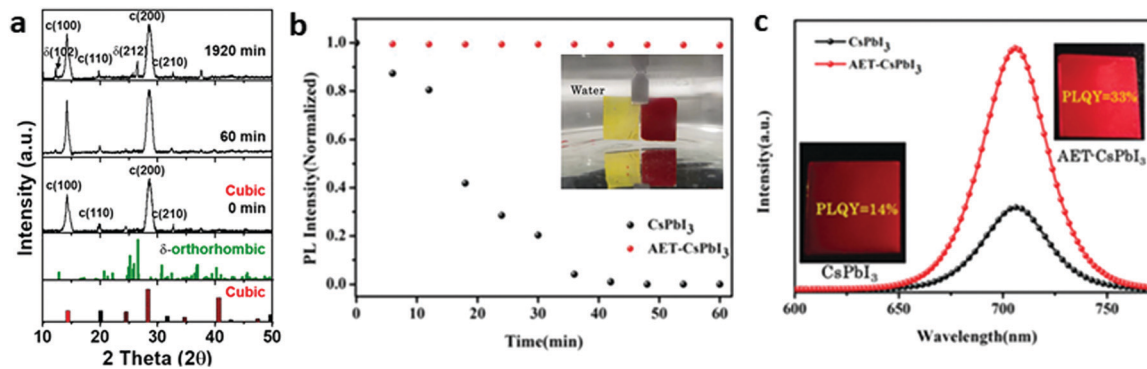 a
c(100)
c(200)
δ(102)
c(110)
δ(212)
c(210)
1920 min
60 min
c(100)
c(200)
c(110)
c(210)
Cubic
0 min
δ-orthorhombic
Cubic
Intensity (a.u.)
10 20 30 40 50
2 Theta (2θ)
b
1.0
0.8
0.6
0.4
0.2
0.0
PL Intensity(Normalized)
Water
CsPbI3
AET-CsPbI3
0 10 20 30 40 50 60
Time(min)
c
CsPbI3
AET-CsPbI3
PLQY=33%
AET-CsPbI3
PLQY=14%
CsPbI3
Intensity(a.u.)
600 650 700 750
Wavelength(nm)